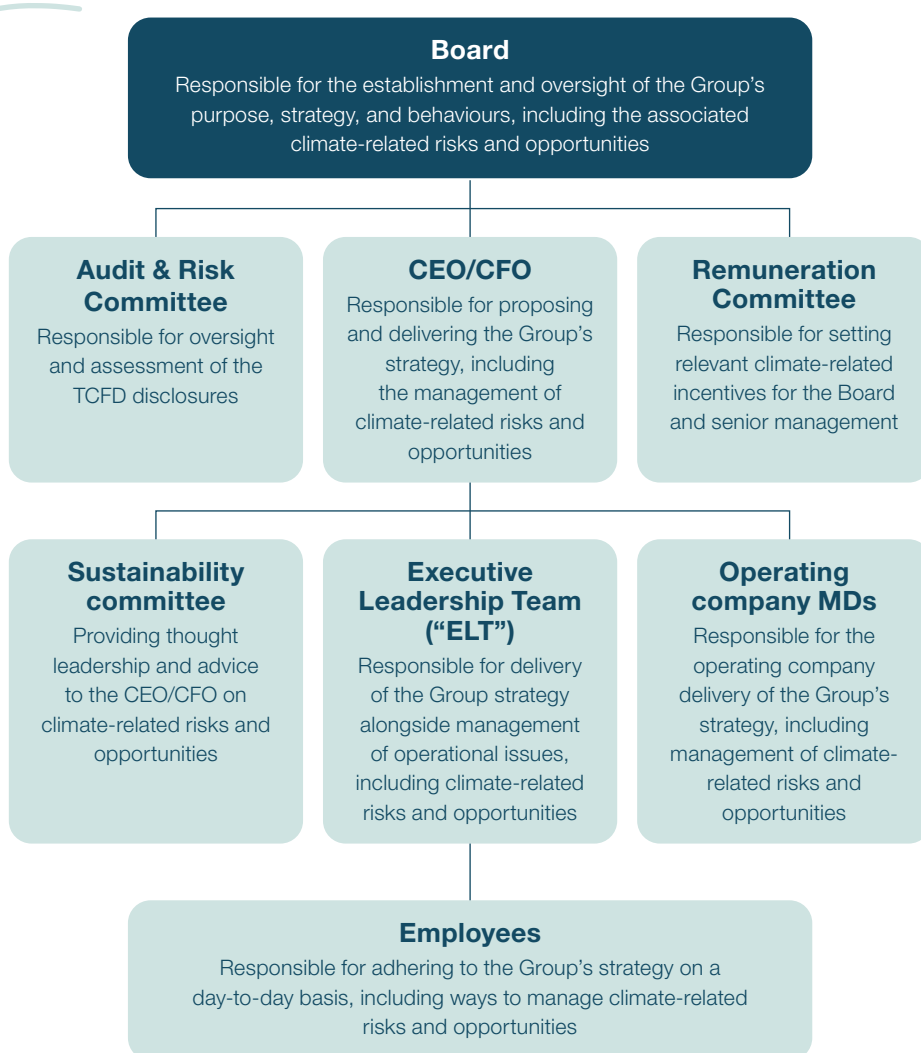 Board
Responsible for the establishment and oversight of the Group’s
purpose, strategy, and behaviours, including the associated
climate-related risks and opportunities
Audit & Risk
Committee
Responsible for oversight
and assessment of the
TCFD disclosures
CEO/CFO
Responsible for proposing
and delivering the Group’s
strategy, including
the management of
climate-related risks and
opportunities
Remuneration
Committee
Responsible for setting
relevant climate-related
incentives for the Board
and senior management
Sustainability
committee
Providing thought
leadership and advice
to the CEO/CFO on
climate-related risks and
opportunities
Executive
Leadership Team
(“ELT”)
Responsible for delivery
of the Group strategy
alongside management
of operational issues,
including climate-related
risks and opportunities
Operating
company MDs
Responsible for the
operating company
delivery of the Group’s
strategy, including
management of climate-
related risks and
opportunities
Employees
Responsible for adhering to the Group’s strategy on a
day-to-day basis, including ways to manage climate-related
risks and opportunities